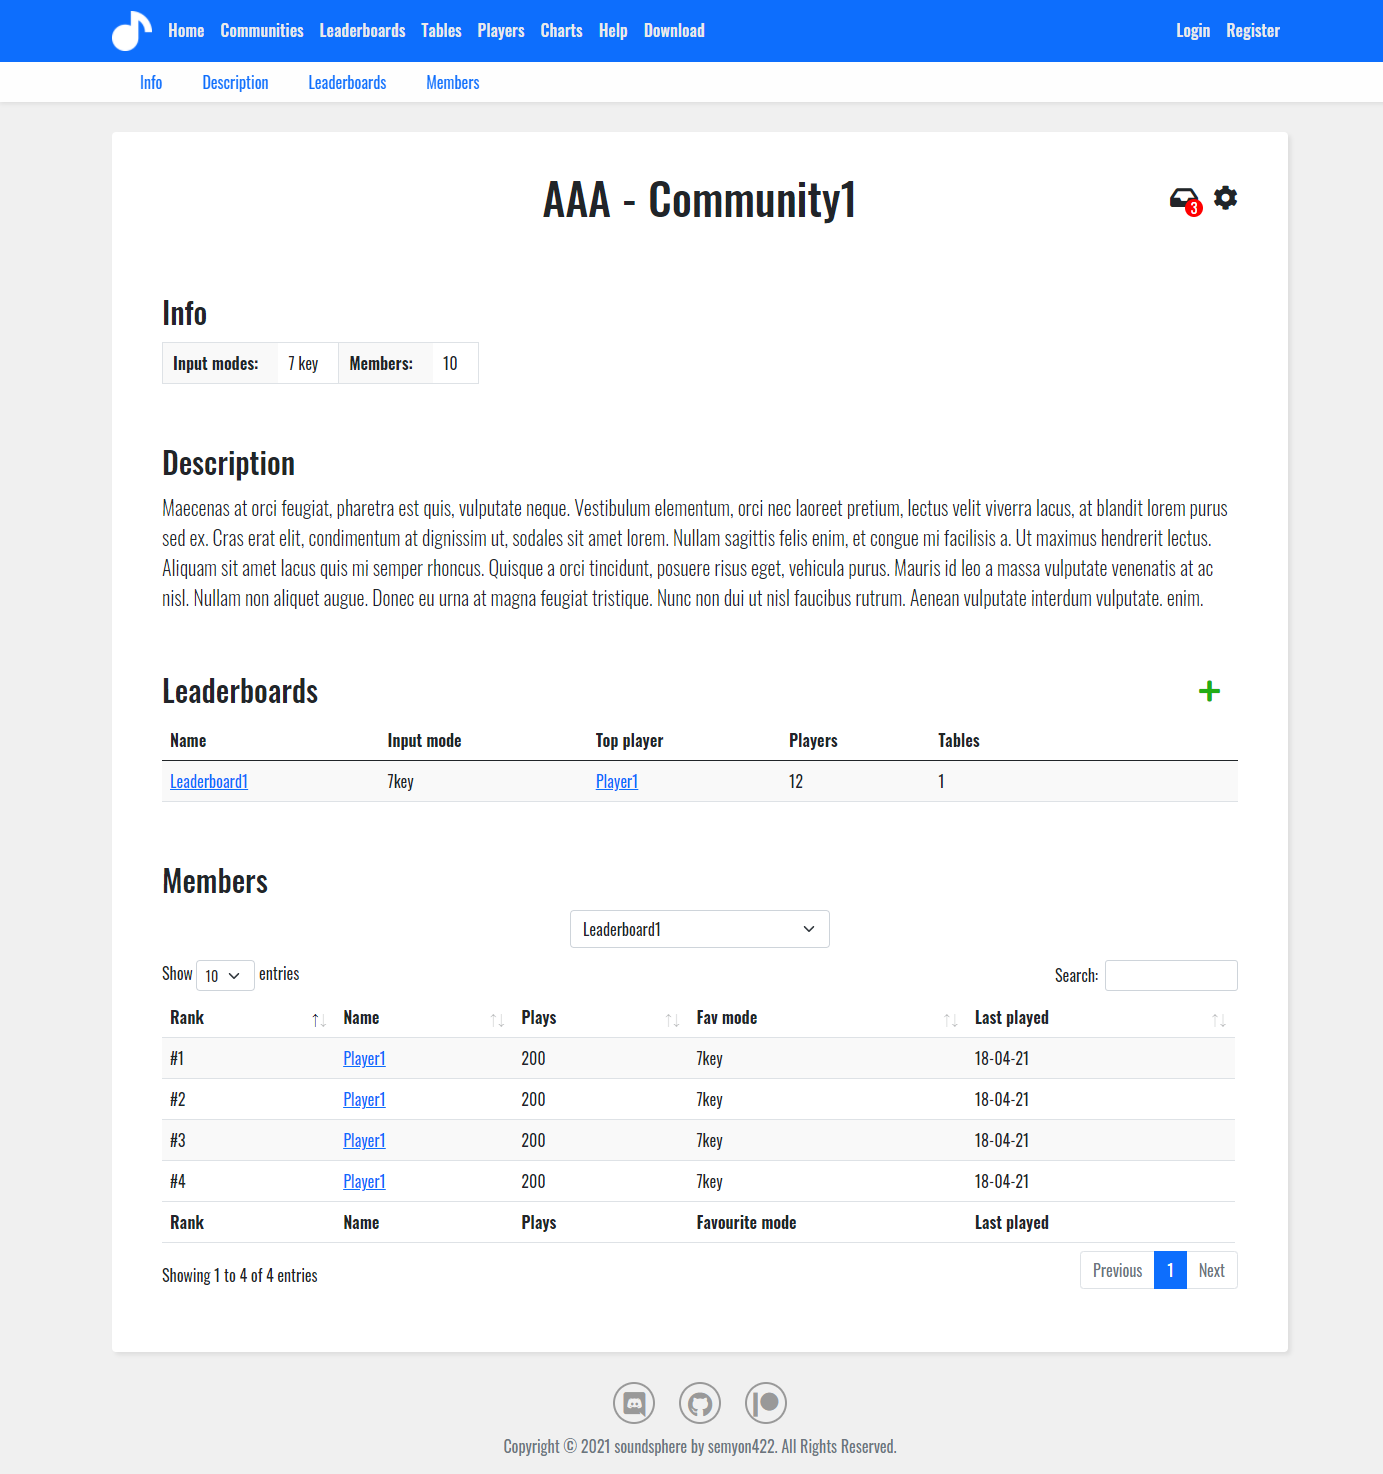 Home Communities Leaderboards Tables Players Charts Help Download Login Register
Info Description Leaderboards Members
AAA - Community1
3
Info
Input modes: 7 key Members: 10
Description
Maecenas at orci feugiat, pharetra est quis, vulputate neque. Vestibulum elementum, orci nec laoreet pretium, lectus velit viverra lacus, at blandit lorem purus
sed ex. Cras erat elit, condimentum at dignissim ut, sodales sit amet lorem. Nullam sagittis felis enim, et congue mi facilisis a. Ut maximus hendrerit lectus.
Aliquam sit amet lacus quis mi semper rhoncus. Quisque a orci tincidunt, posuere risus eget, vehicula purus. Mauris id leo a massa vulputate venenatis at ac
nisl. Nullam non aliquet augue. Donec eu urna at magna feugiat tristique. Nunc non dui ut nisl faucibus rutrum. Aenean vulputate interdum vulputate. enim.
Leaderboards
Name Input mode Top player Players Tables
Leaderboard1 7key Player1 12 1
Members
Leaderboard1
Show 10 entries Search:
Rank Name Plays Fav mode Last played
#1 Player1 200 7key 18-04-21
#2 Player1 200 7key 18-04-21
#3 Player1 200 7key 18-04-21
#4 Player1 200 7key 18-04-21
Rank Name Plays Favourite mode Last played
Showing 1 to 4 of 4 entries Previous 1 Next
Copyright © 2021 soundsphere by semyon422. All Rights Reserved.